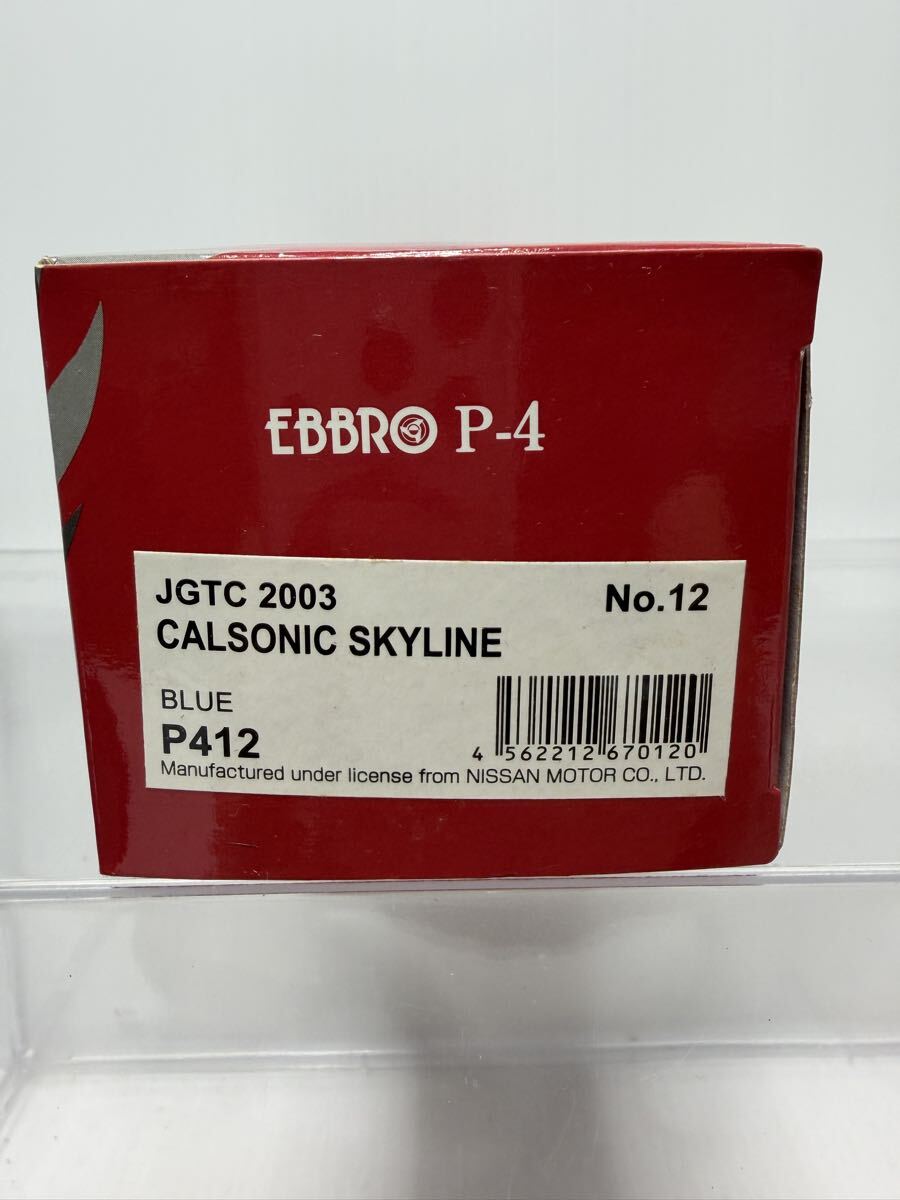 EBBRO P-4
JGTC 2003 No.12
CALSONIC SKYLINE
BLUE
P412
4 562212 670120
Manufactured under license from NISSAN MOTOR CO., LTD.